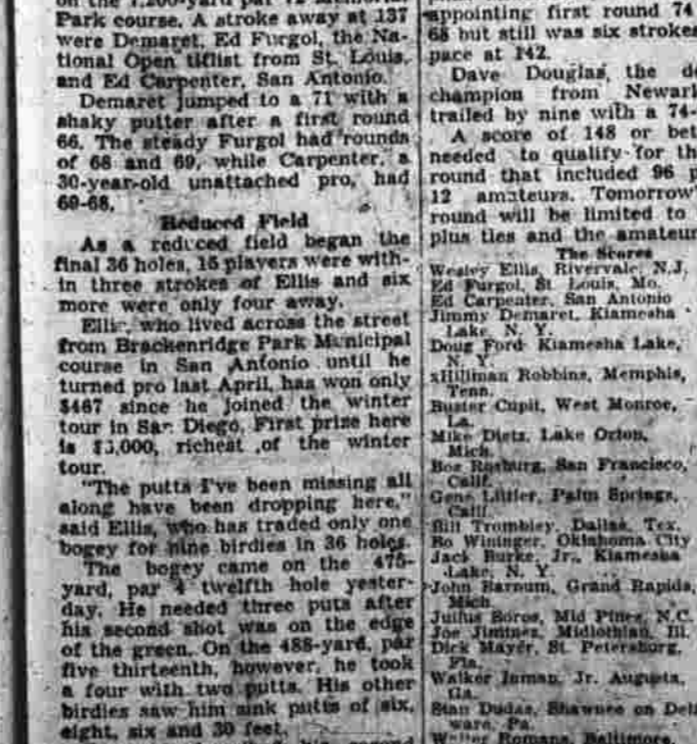 on the 7,200-yard par 72 Memorial
Park course. A stroke away at 137
were Demaret, Ed Furgol, the Na-
tional Open titlist from St. Louis,
and Ed Carpenter, San Antonio.
Demaret jumped to a 71 with a
shaky putter after a first round
66. The steady Furgol had rounds
of 68 and 69, while Carpenter, a
30-year-old unattached pro, had
69-68.
Reduced Field
As a reduced field began the
final 36 holes, 15 players were with-
in three strokes of Ellis and six
more were only four away.
Ellis, who lived across the street
from Brackenridge Park Municipal
course in San Antonio until he
turned pro last April, has won only
$467 since he joined the winter
tour in San Diego. First prize here
is $5,000, richest of the winter
tour.
"The putts I've been missing all
along have been dropping here,"
said Ellis, who has traded only one
bogey for nine birdies in 36 holes.
The bogey came on the 475-
yard, par 4 twelfth hole yester-
day. He needed three puts after
his second shot was on the edge
of the green. On the 488-yard, par
five thirteenth, however, he took
a four with two putts. His other
birdies saw him sink putts of six,
eight, six and 30 feet.
appointing first round 74
68 but still was six strokes
pace at 142.
Dave Douglas, the de
champion from Newark
trailed by nine with a 74-
A score of 148 or bet
needed to qualify for th
round that included 96 p
12 amateurs. Tomorrow
round will be limited to
plus ties and the amateur
The Scores
Wesley Ellis, Rivervale, N.J.
Ed Furgol, St. Louis, Mo.
Ed Carpenter, San Antonio
Jimmy Demaret, Kiamesha
Lake, N. Y.
Doug Ford Kiamesha Lake,
N. Y.
xHillman Robbins, Memphis,
Tenn.
Buster Cupit, West Monroe,
La.
Mike Dietz, Lake Orion,
Mich.
Bob Rosburg, San Francisco,
Calif.
Gene Littler, Palm Springs,
Calif.
Bill Trombley, Dallas, Tex.
Bo Wininger, Oklahoma City
Jack Burke, Jr., Kiamesha
Lake, N. Y.
John Barnum, Grand Rapids,
Mich.
Julius Boros, Mid Pines, N.C.
Joe Jiminez, Midlothian, Ill.
Dick Mayer, St. Petersburg,
Fla.
Walker Inman, Jr. Augusta,
Ga.
Stan Dudas, Shawnee on Dela
ware, Pa.
Walter Romans, Baltimore,